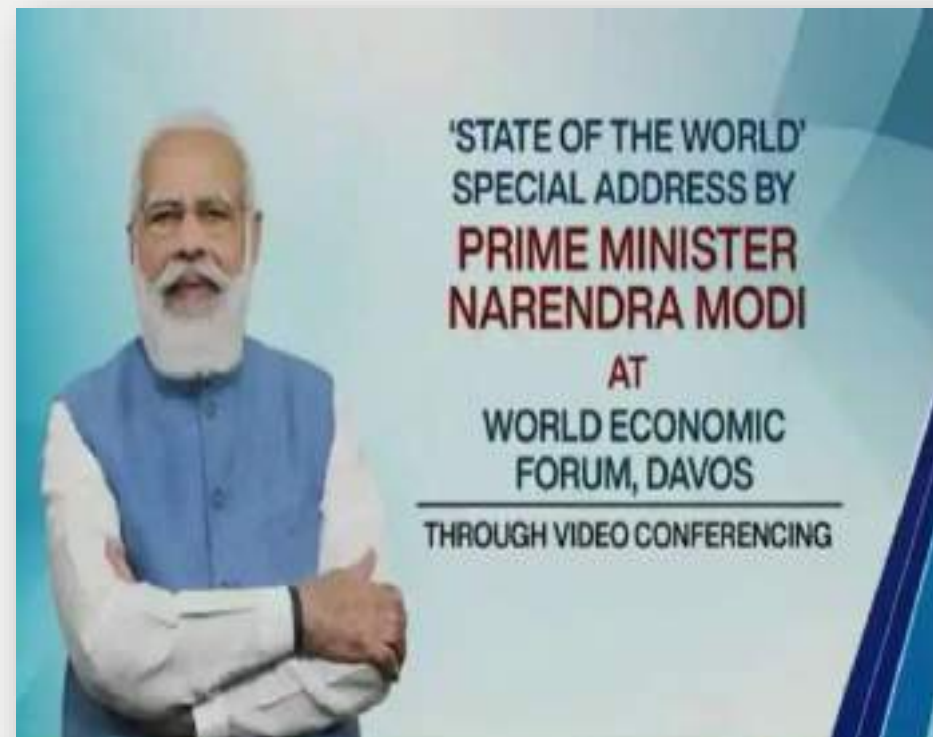 'STATE OF THE WORLD'
SPECIAL ADDRESS BY
PRIME MINISTER
NARENDRA MODI
AT
WORLD ECONOMIC
FORUM, DAVOS
THROUGH VIDEO CONFERENCING